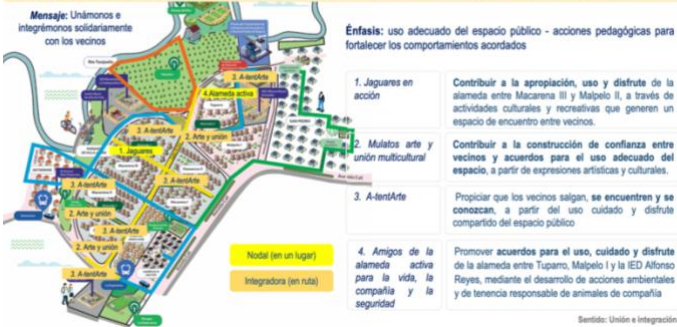 Mensaje: Unámonos e
integrémonos solidariamente
con los vecinos
3. A-tentArte
4. Alameda activa
2. Arte y unión
3. A-tentArte
1. Jaguares
3. A-tentArte
3. A-tentArte
2. Arte y unión
3. A-tentArte
2. Arte y unión
3. A-tentArte
Nodal (en un lugar)
Integradora (en ruta)
Énfasis: uso adecuado del espacio público - acciones pedagógicas para
fortalecer los comportamientos acordados
1. Jaguares en
acción
Contribuir a la apropiación, uso y disfrute de la
alameda entre Macarena III y Malpelo II, a través de
actividades culturales y recreativas que generen un
espacio de encuentro entre vecinos.
2. Mulatos arte y
unión multicultural
Contribuir a la construcción de confianza entre
vecinos y acuerdos para el uso adecuado del
espacio, a partir de expresiones artísticas y culturales.
3. A-tentArte
Propiciar que los vecinos salgan, se encuentren y se
conozcan, a partir del uso cuidado y disfrute
compartido del espacio público
4. Amigos de la
alameda activa
para la vida, la
compañía y la
seguridad
Promover acuerdos para el uso, cuidado y disfrute
de la alameda entre Tuparro, Malpelo I y la IED Alfonso
Reyes, mediante el desarrollo de acciones ambientales
y de tenencia responsable de animales de compañía
Sentido: Unión e Integración